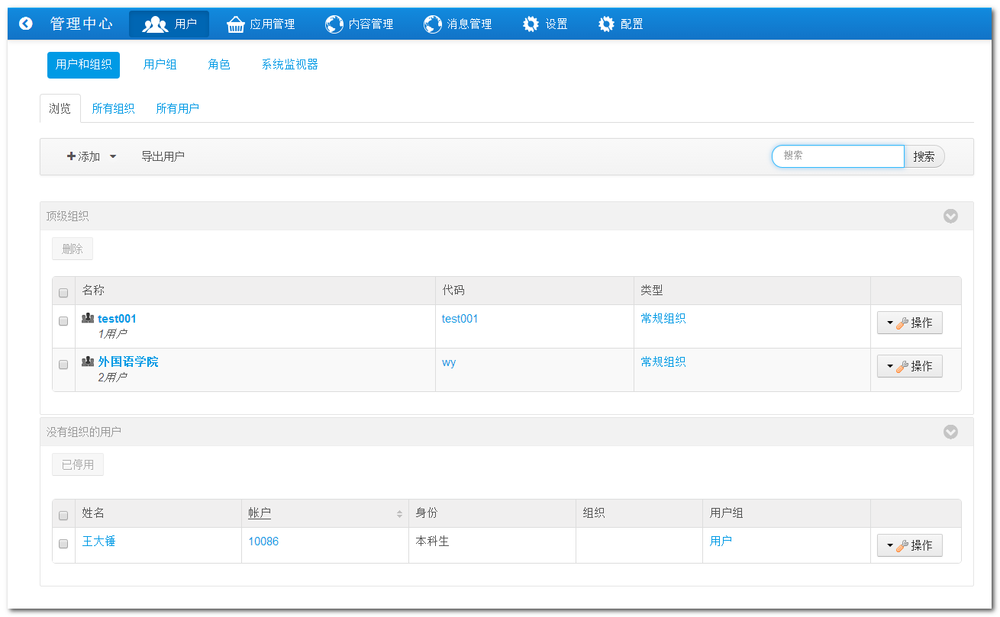 管理中心 用户 应用管理 内容管理 消息管理 设置 配置
用户和组织 用户组 角色 系统监视器
浏览 所有组织 所有用户
添加 导出用户 搜索 搜索
顶级组织
删除
名称 代码 类型
test001 test001 常规组织 操作
1用户
外国语学院 wy 常规组织 操作
2用户
没有组织的用户
已停用
姓名 帐户 身份 组织 用户组
王大锤 10086 本科生 用户 操作